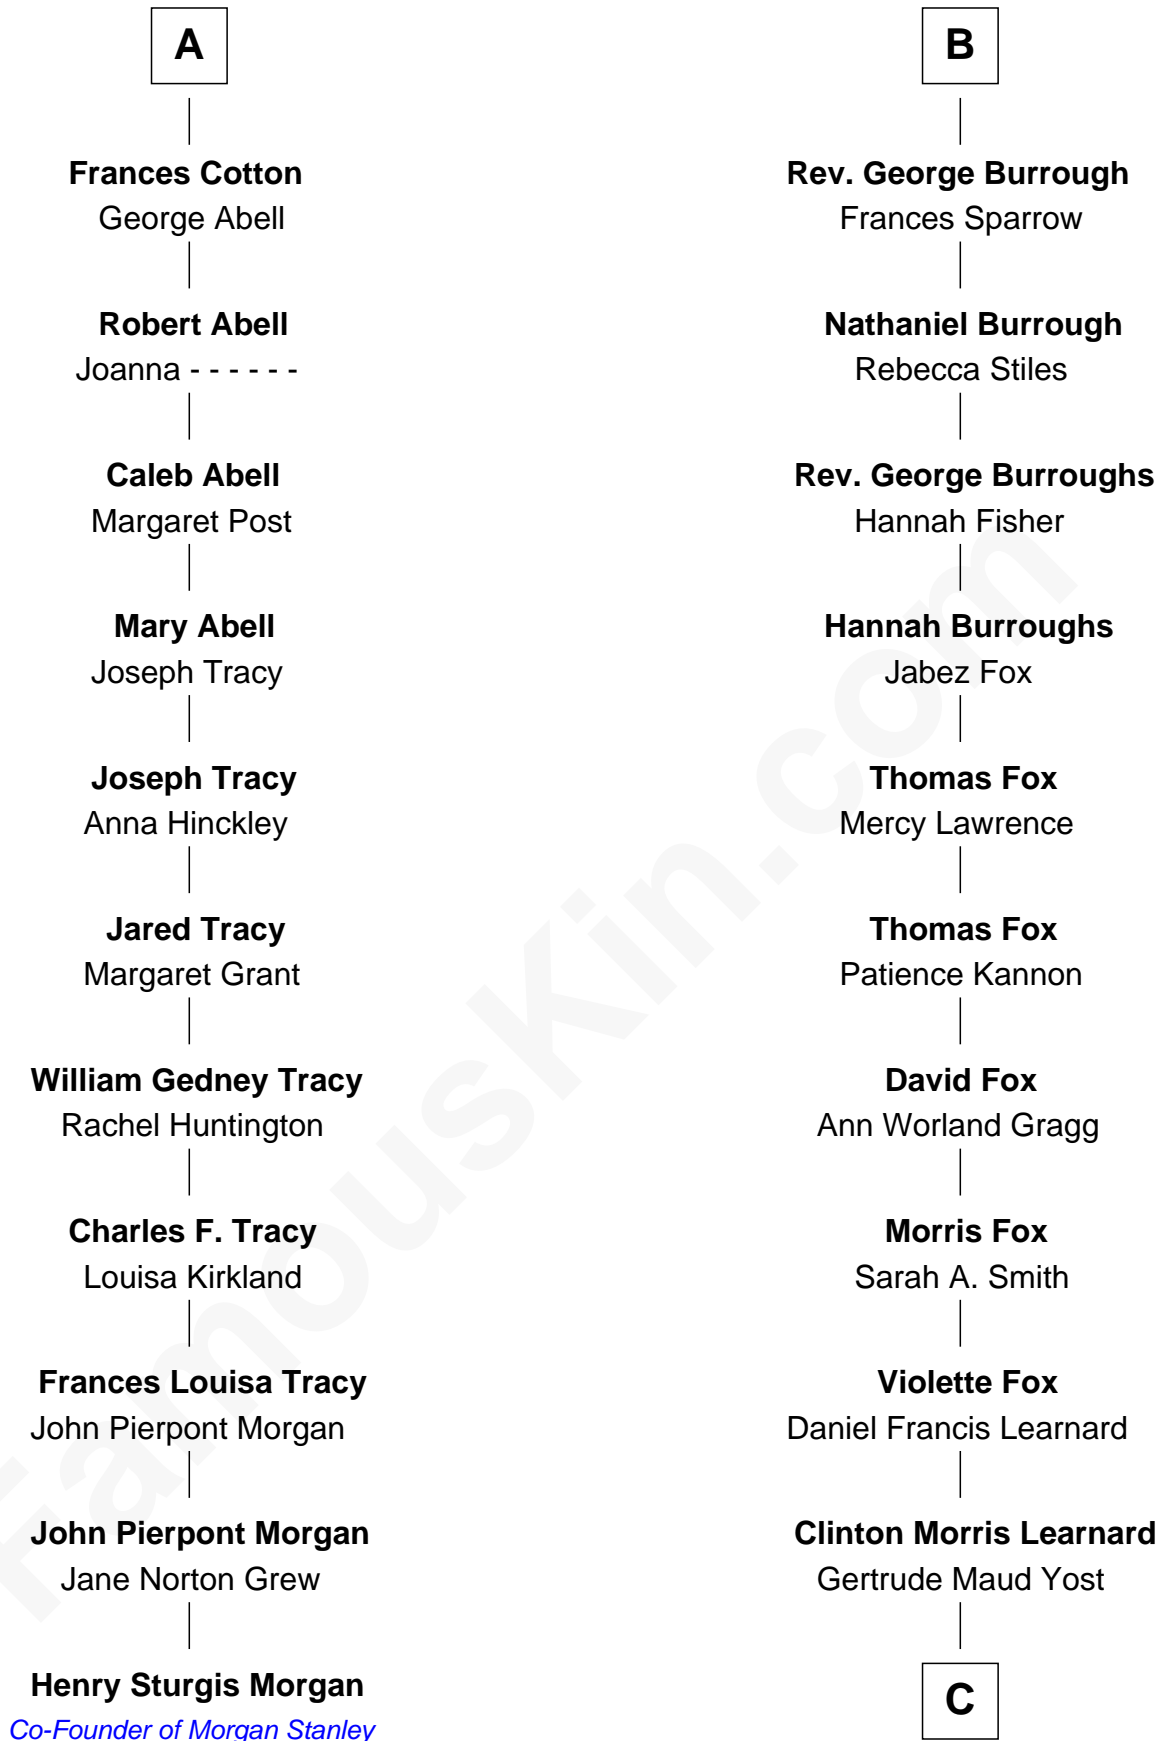 A
Frances Cotton
George Abell
Robert Abell
Joanna - - - - - -
Caleb Abell
Margaret Post
Mary Abell
Joseph Tracy
Joseph Tracy
Anna Hinckley
Jared Tracy
Margaret Grant
William Gedney Tracy
Rachel Huntington
Charles F. Tracy
Louisa Kirkland
Frances Louisa Tracy
John Pierpont Morgan
John Pierpont Morgan
Jane Norton Grew
Henry Sturgis Morgan
Co-Founder of Morgan Stanley
B
Rev. George Burrough
Frances Sparrow
Nathaniel Burrough
Rebecca Stiles
Rev. George Burroughs
Hannah Fisher
Hannah Burroughs
Jabez Fox
Thomas Fox
Mercy Lawrence
Thomas Fox
Patience Kannon
David Fox
Ann Worland Gragg
Morris Fox
Sarah A. Smith
Violette Fox
Daniel Francis Learnard
Clinton Morris Learnard
Gertrude Maud Yost
C
FamousKin.com